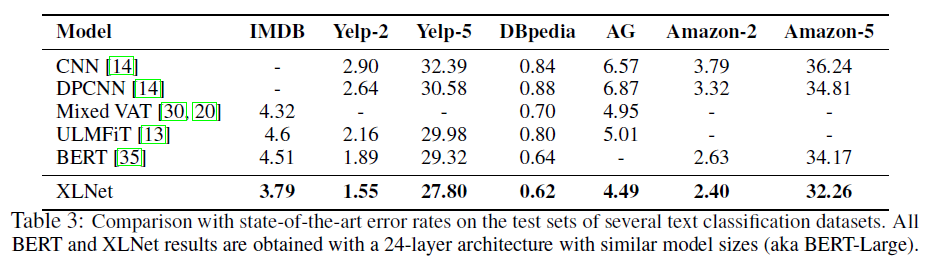 Model IMDB Yelp-2 Yelp-5 DBpedia AG Amazon-2 Amazon-5
CNN [14] - 2.90 32.39 0.84 6.57 3.79 36.24
DPCNN [14] - 2.64 30.58 0.88 6.87 3.32 34.81
Mixed VAT [30, 20] 4.32 - - 0.70 4.95 - -
ULMFiT [13] 4.6 2.16 29.98 0.80 5.01 - -
BERT [35] 4.51 1.89 29.32 0.64 - 2.63 34.17
XLNet 3.79 1.55 27.80 0.62 4.49 2.40 32.26
Table 3: Comparison with state-of-the-art error rates on the test sets of several text classification datasets. All
BERT and XLNet results are obtained with a 24-layer architecture with similar model sizes (aka BERT-Large).